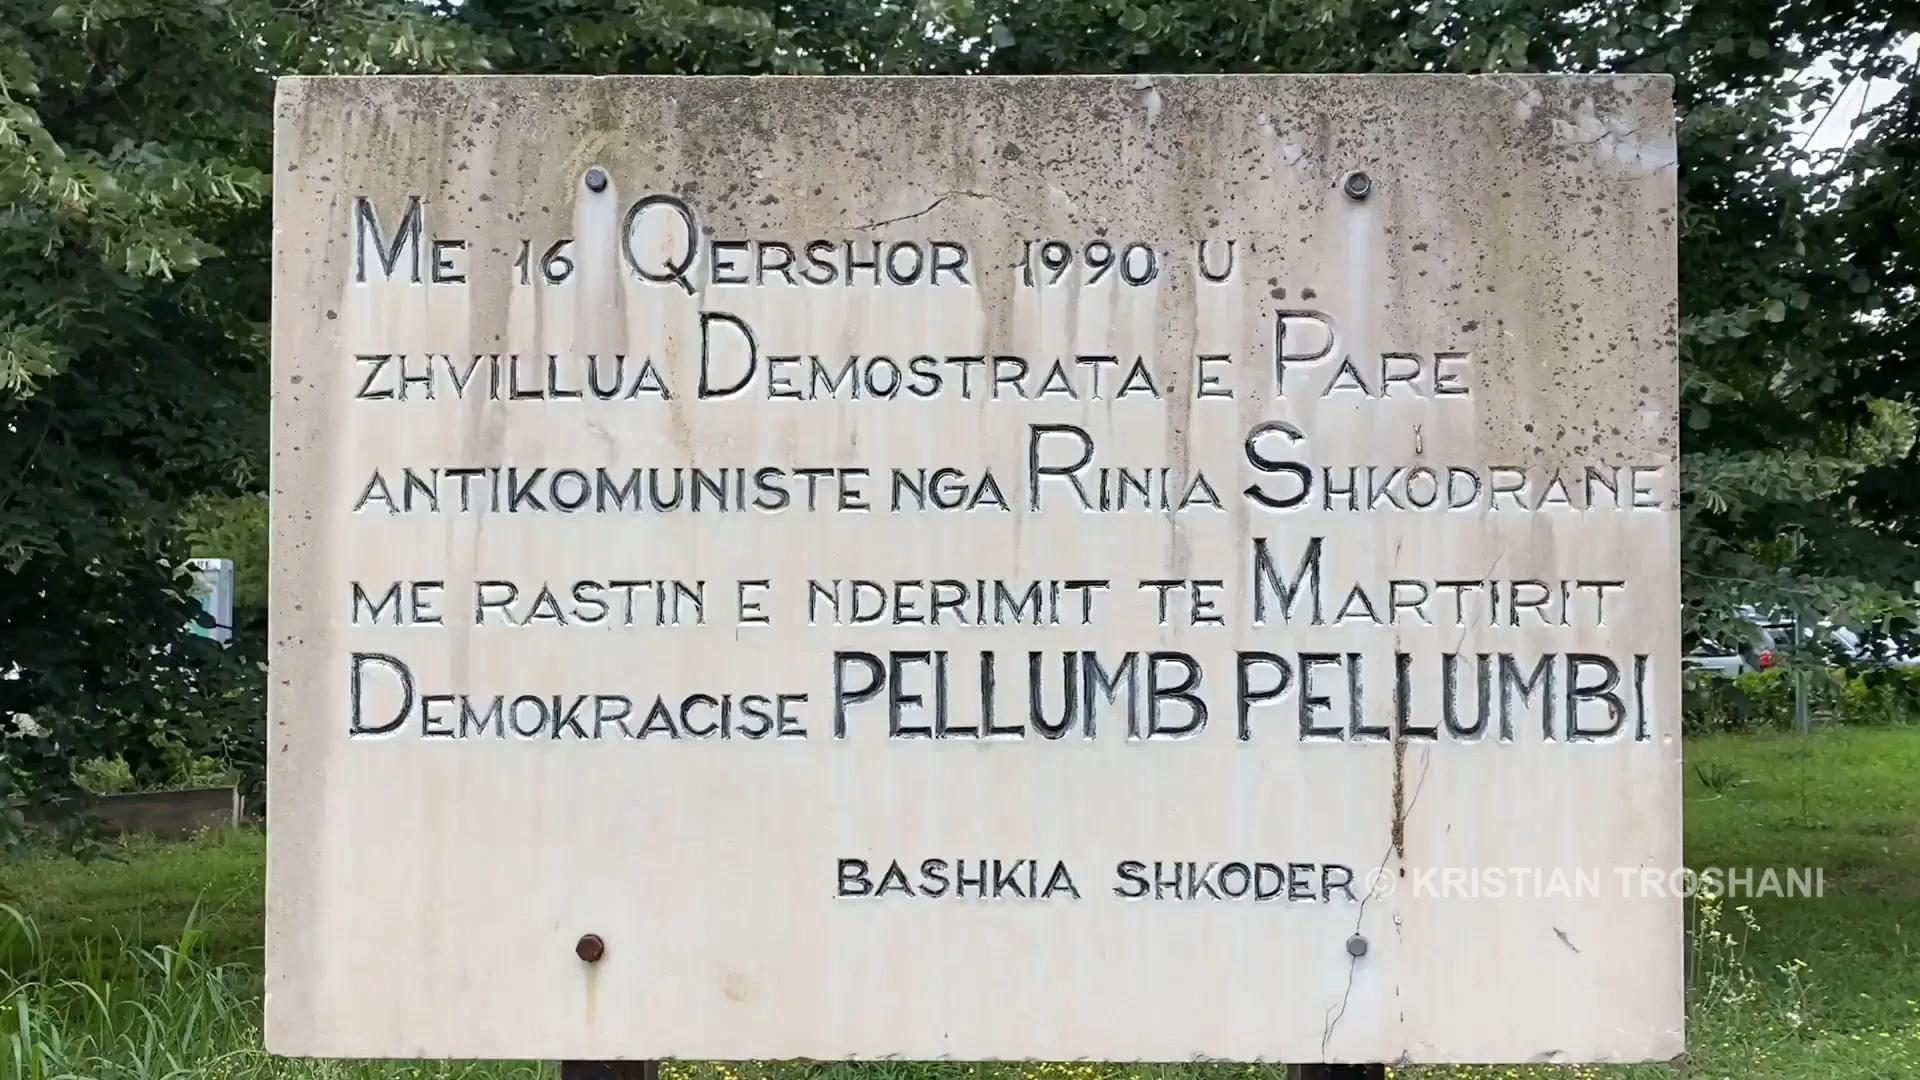 ME 16 QERSHOR 1990 U
ZHVILLUA DEMOSTRATA E PARE
ANTIKOMUNISTE NGA RINIA SHKODRANE
ME RASTIN E NDERIMIT TE MARTIRIT
DEMOKRACISE PELLUMB PELLUMBI
BASHKIA SHKODER
© KRISTIAN TROSHANI